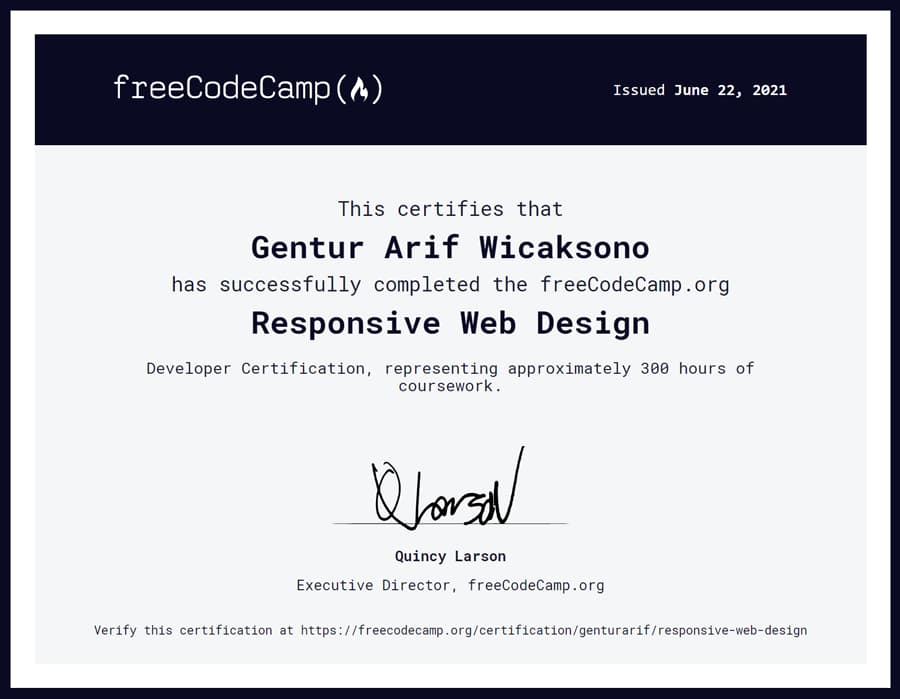 freeCodeCamp(🔥)
Issued June 22, 2021
This certifies that
Gentur Arif Wicaksono
has successfully completed the freeCodeCamp.org
Responsive Web Design
Developer Certification, representing approximately 300 hours of
coursework.
Q Larson
Quincy Larson
Executive Director, freeCodeCamp.org
Verify this certification at https://freecodecamp.org/certification/genturarif/responsive-web-design